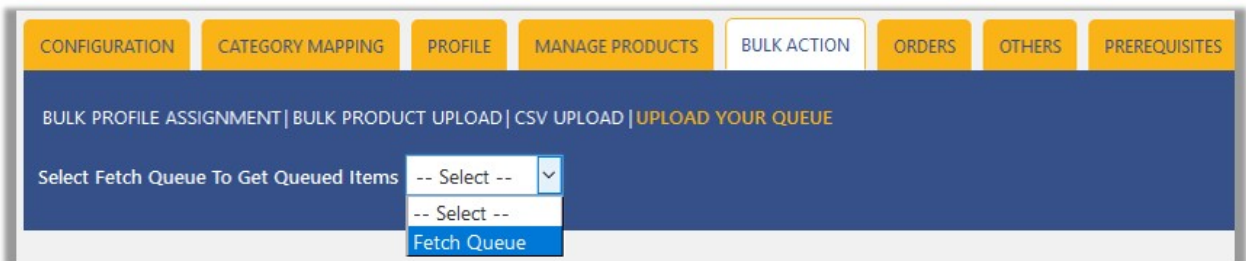 CONFIGURATION CATEGORY MAPPING PROFILE MANAGE PRODUCTS BULK ACTION ORDERS OTHERS PREREQUISITES
BULK PROFILE ASSIGNMENT | BULK PRODUCT UPLOAD | CSV UPLOAD | UPLOAD YOUR QUEUE
Select Fetch Queue To Get Queued Items -- Select --
-- Select --
Fetch Queue